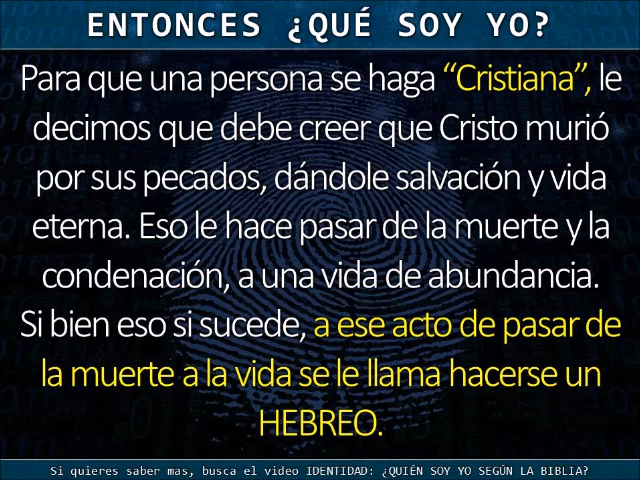 ENTONCES ¿QUÉ SOY YO?
Para que una persona se haga “Cristiana”, le
decimos que debe creer que Cristo murió
por sus pecados, dándole salvación y vida
eterna. Eso le hace pasar de la muerte y la
condenación, a una vida de abundancia.
Si bien eso si sucede, a ese acto de pasar de
la muerte a la vida se le llama hacerse un
HEBREO.
Si quieres saber mas, busca el video IDENTIDAD: ¿QUIÉN SOY YO SEGÚN LA BIBLIA?